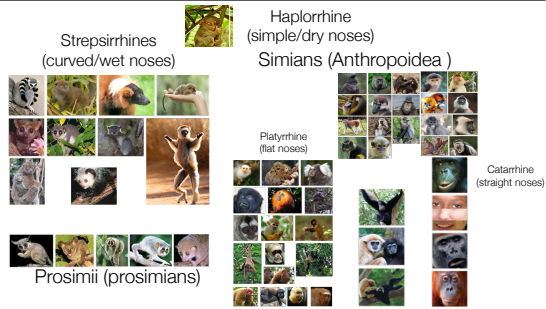 Haplorrhine
(simple/dry noses)
Strepsirrhines
(curved/wet noses)
Simians (Anthropoidea )
Platyrrhine
(flat noses)
Catarrhine
(straight noses)
Prosimii (prosimians)